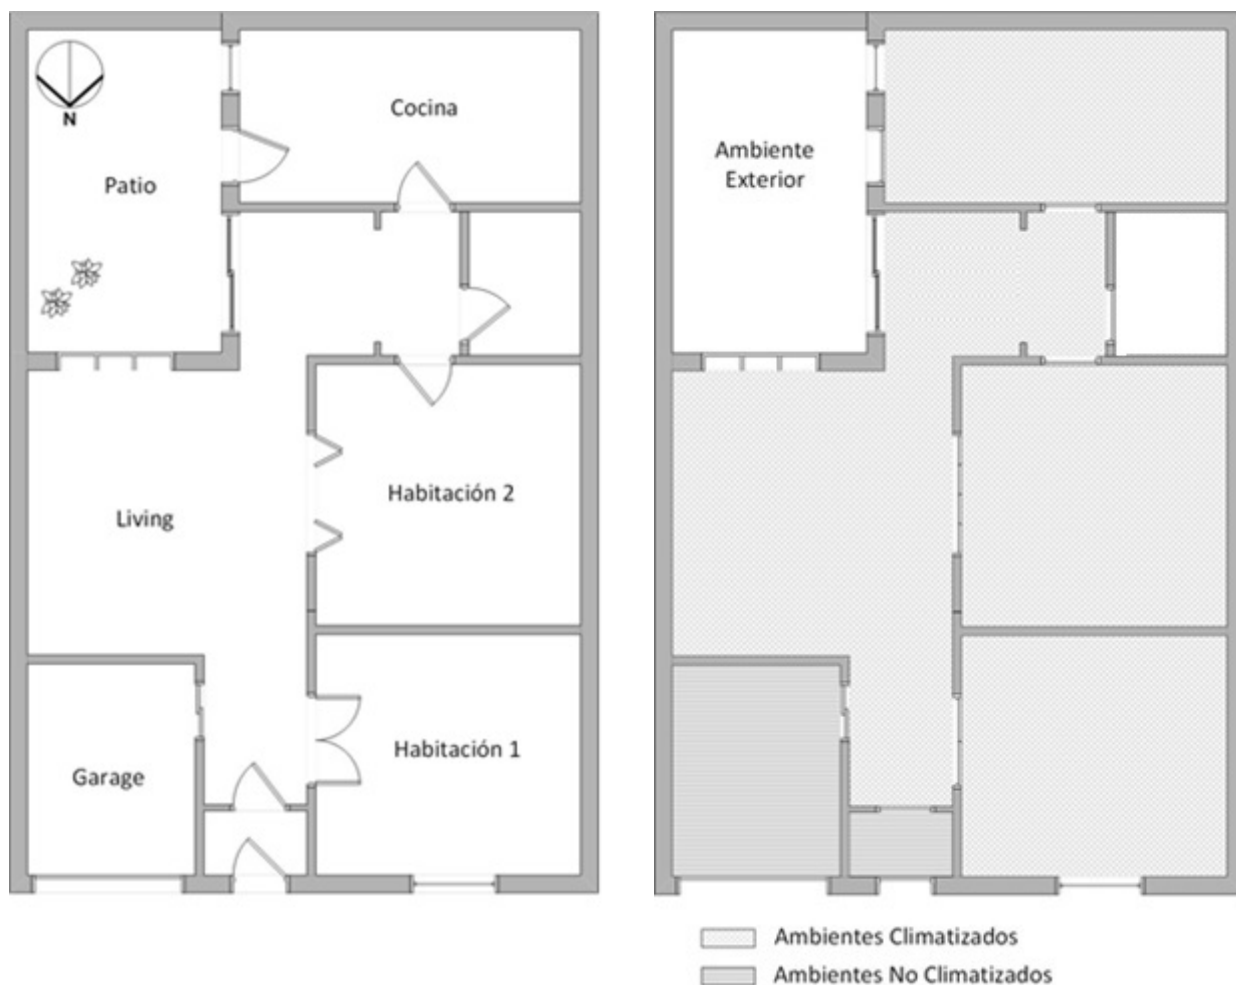 N
Cocina
Patio
Living
Habitación 2
Garage
Habitación 1
Ambiente
Exterior
Ambientes Climatizados
Ambientes No Climatizados